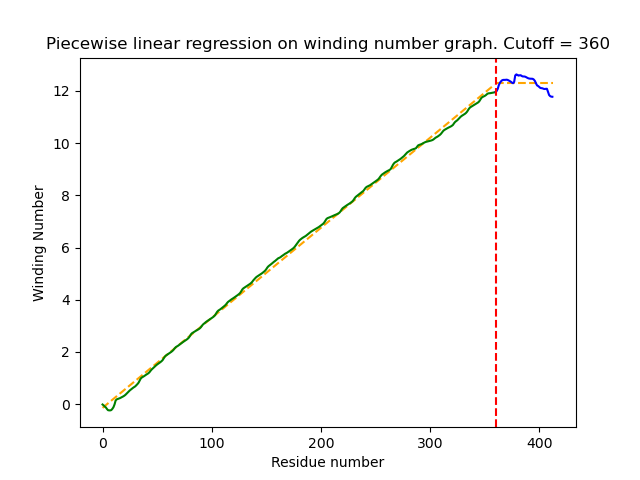 Piecewise linear regression on winding number graph. Cutoff = 360
12
10
8
6
4
2
0
Winding Number
0 100 200 300 400
Residue number